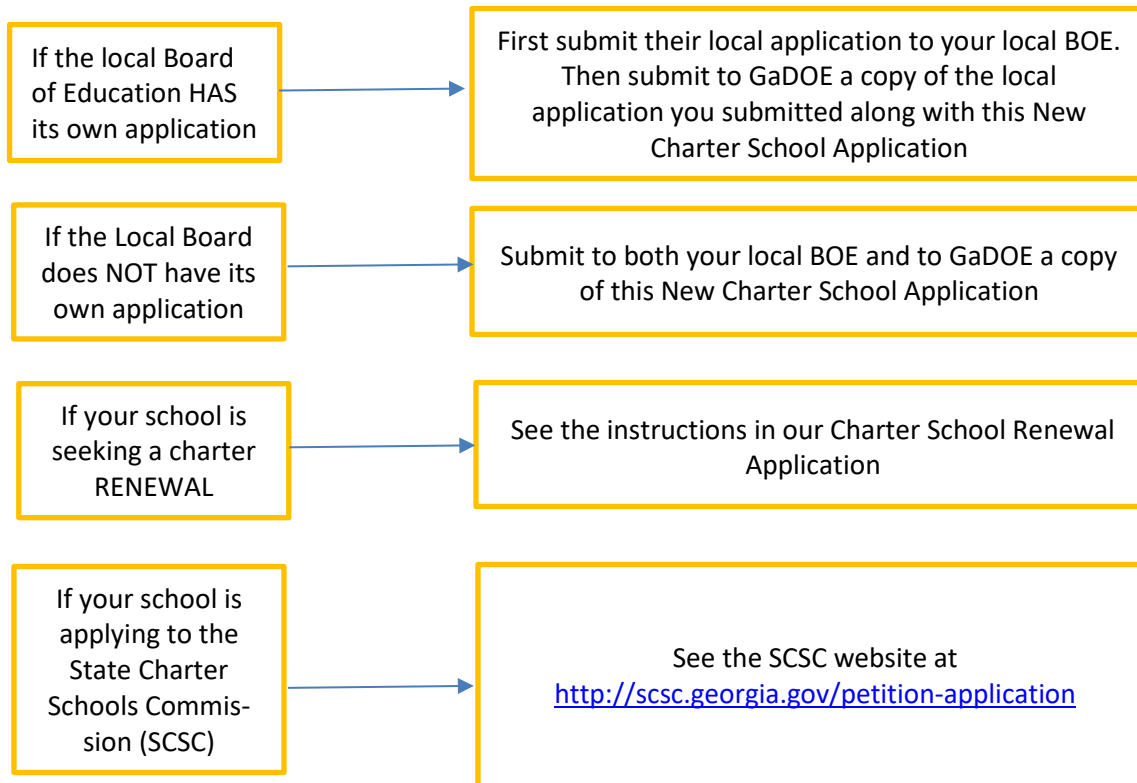 If the local Board
of Education HAS
its own application
First submit their local application to your local BOE.
Then submit to GaDOE a copy of the local
application you submitted along with this New
Charter School Application
If the Local Board
does NOT have its
own application
Submit to both your local BOE and to GaDOE a copy
of this New Charter School Application
If your school is
seeking a charter
RENEWAL
See the instructions in our Charter School Renewal
Application
If your school is
applying to the
State Charter
Schools Commis-
sion (SCSC)
See the SCSC website at
http://scsc.georgia.gov/petition-application